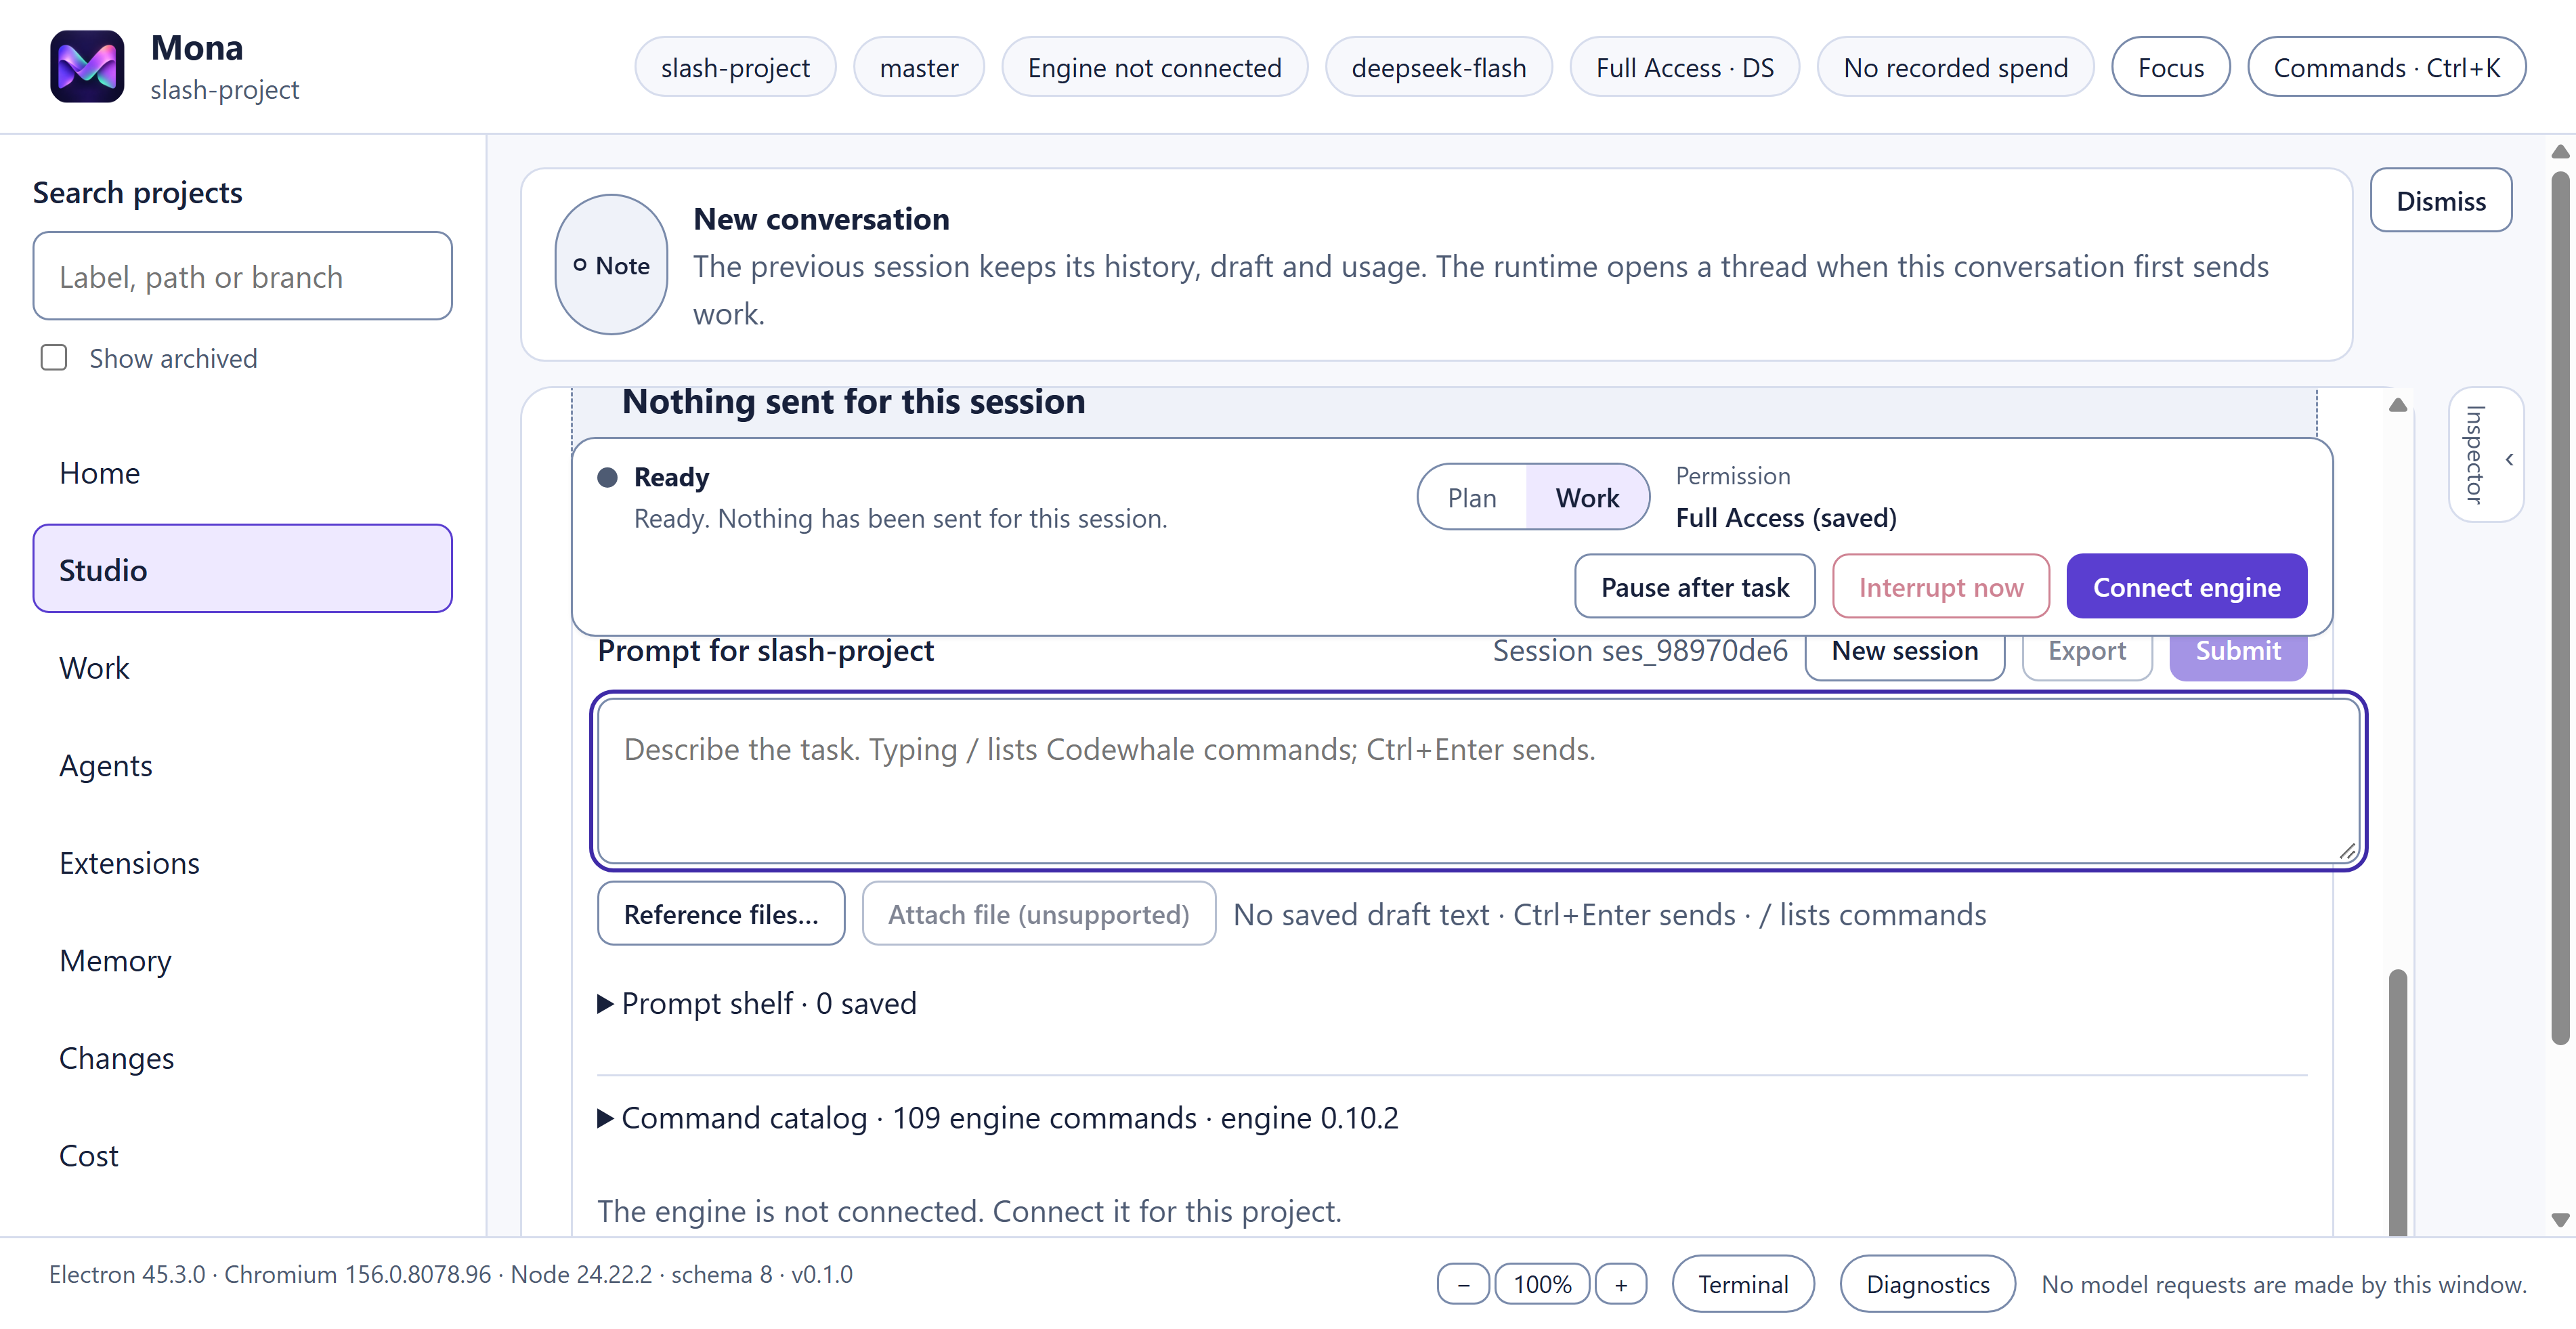 Mona
slash-project
slash-project
master
Engine not connected
deepseek-flash
Full Access · DS
No recorded spend
Focus
Commands · Ctrl+K
Search projects
Label, path or branch
Show archived
Home
Studio
Work
Agents
Extensions
Memory
Changes
Cost
Note
New conversation
The previous session keeps its history, draft and usage. The runtime opens a thread when this conversation first sends
work.
Dismiss
Inspector
Nothing sent for this session
Ready
Ready. Nothing has been sent for this session.
Plan
Work
Permission
Full Access (saved)
Pause after task
Interrupt now
Connect engine
Prompt for slash-project
Session ses_98970de6
New session
Export
Submit
Describe the task. Typing / lists Codewhale commands; Ctrl+Enter sends.
Reference files...
Attach file (unsupported)
No saved draft text · Ctrl+Enter sends · / lists commands
Prompt shelf · 0 saved
Command catalog · 109 engine commands · engine 0.10.2
The engine is not connected. Connect it for this project.
Electron 45.3.0 · Chromium 156.0.8078.96 · Node 24.22.2 · schema 8 · v0.1.0
− 100% +
Terminal
Diagnostics
No model requests are made by this window.